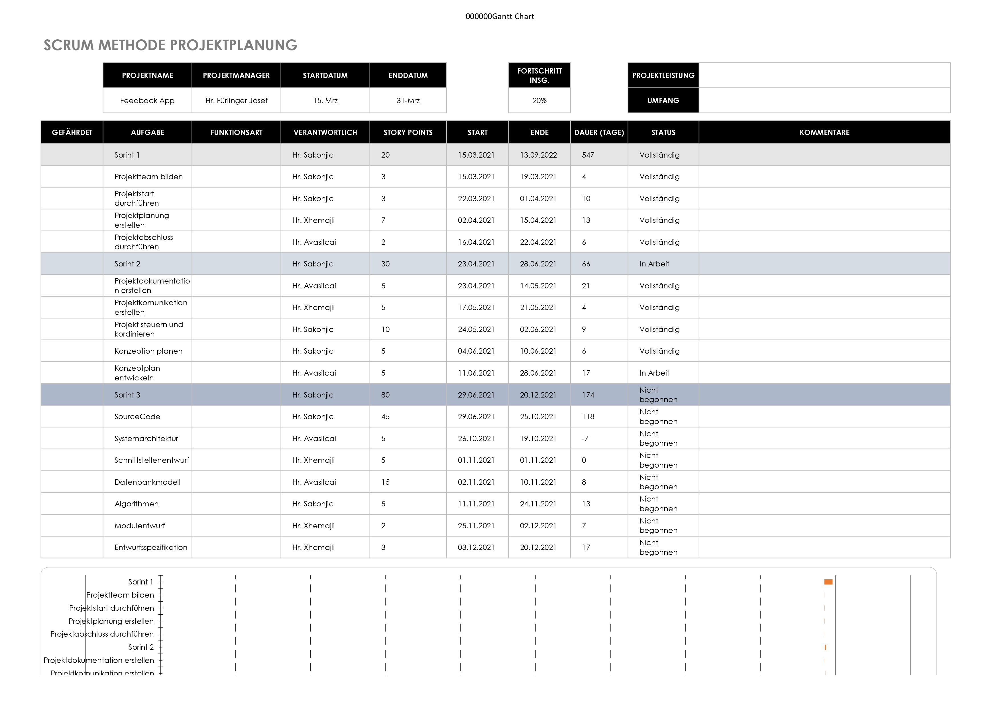 000000Gantt Chart
SCRUM METHODE PROJEKTPLANUNG
PROJEKTNAME PROJEKTMANAGER STARTDATUM ENDDATUM FORTSCHRITT INSG. PROJEKTLEISTUNG
Feedback App Hr. Fürlinger Josef 15. Mrz 31-Mrz 20% UMFANG
GEFÄHRDET AUFGABE FUNKTIONSART VERANTWORTLICH STORY POINTS START ENDE DAUER (TAGE) STATUS KOMMENTARE
Sprint 1 Hr. Sakonjic 20 15.03.2021 13.09.2022 547 Vollständig
Projektteam bilden Hr. Sakonjic 3 15.03.2021 19.03.2021 4 Vollständig
Projektstart durchführen Hr. Sakonjic 3 22.03.2021 01.04.2021 10 Vollständig
Projektplanung erstellen Hr. Xhemajli 7 02.04.2021 15.04.2021 13 Vollständig
Projektabschluss durchführen Hr. Avasilcai 2 16.04.2021 22.04.2021 6 Vollständig
Sprint 2 Hr. Sakonjic 30 23.04.2021 28.06.2021 66 In Arbeit
Projektdokumentatio n erstellen Hr. Avasilcai 5 23.04.2021 14.05.2021 21 Vollständig
Projektkomunikation erstellen Hr. Xhemajli 5 17.05.2021 21.05.2021 4 Vollständig
Projekt steuern und kordinieren Hr. Sakonjic 10 24.05.2021 02.06.2021 9 Vollständig
Konzeption planen Hr. Sakonjic 5 04.06.2021 10.06.2021 6 Vollständig
Konzeptplan entwickeln Hr. Avasilcai 5 11.06.2021 28.06.2021 17 In Arbeit
Sprint 3 Hr. Sakonjic 80 29.06.2021 20.12.2021 174 Nicht begonnen
SourceCode Hr. Sakonjic 45 29.06.2021 25.10.2021 118 Nicht begonnen
Systemarchitektur Hr. Avasilcai 5 26.10.2021 19.10.2021 -7 Nicht begonnen
Schnittstellenentwurf Hr. Xhemajli 5 01.11.2021 01.11.2021 0 Nicht begonnen
Datenbankmodell Hr. Avasilcai 15 02.11.2021 10.11.2021 8 Nicht begonnen
Algorithmen Hr. Sakonjic 5 11.11.2021 24.11.2021 13 Nicht begonnen
Modulentwurf Hr. Xhemajli 2 25.11.2021 02.12.2021 7 Nicht begonnen
Entwurfsspezifikation Hr. Xhemajli 3 03.12.2021 20.12.2021 17 Nicht begonnen
Sprint 1
Projektteam bilden
Projektstart durchführen
Projektplanung erstellen
Projektabschluss durchführen
Sprint 2
Projektdokumentation erstellen
Projektkomunikation erstellen